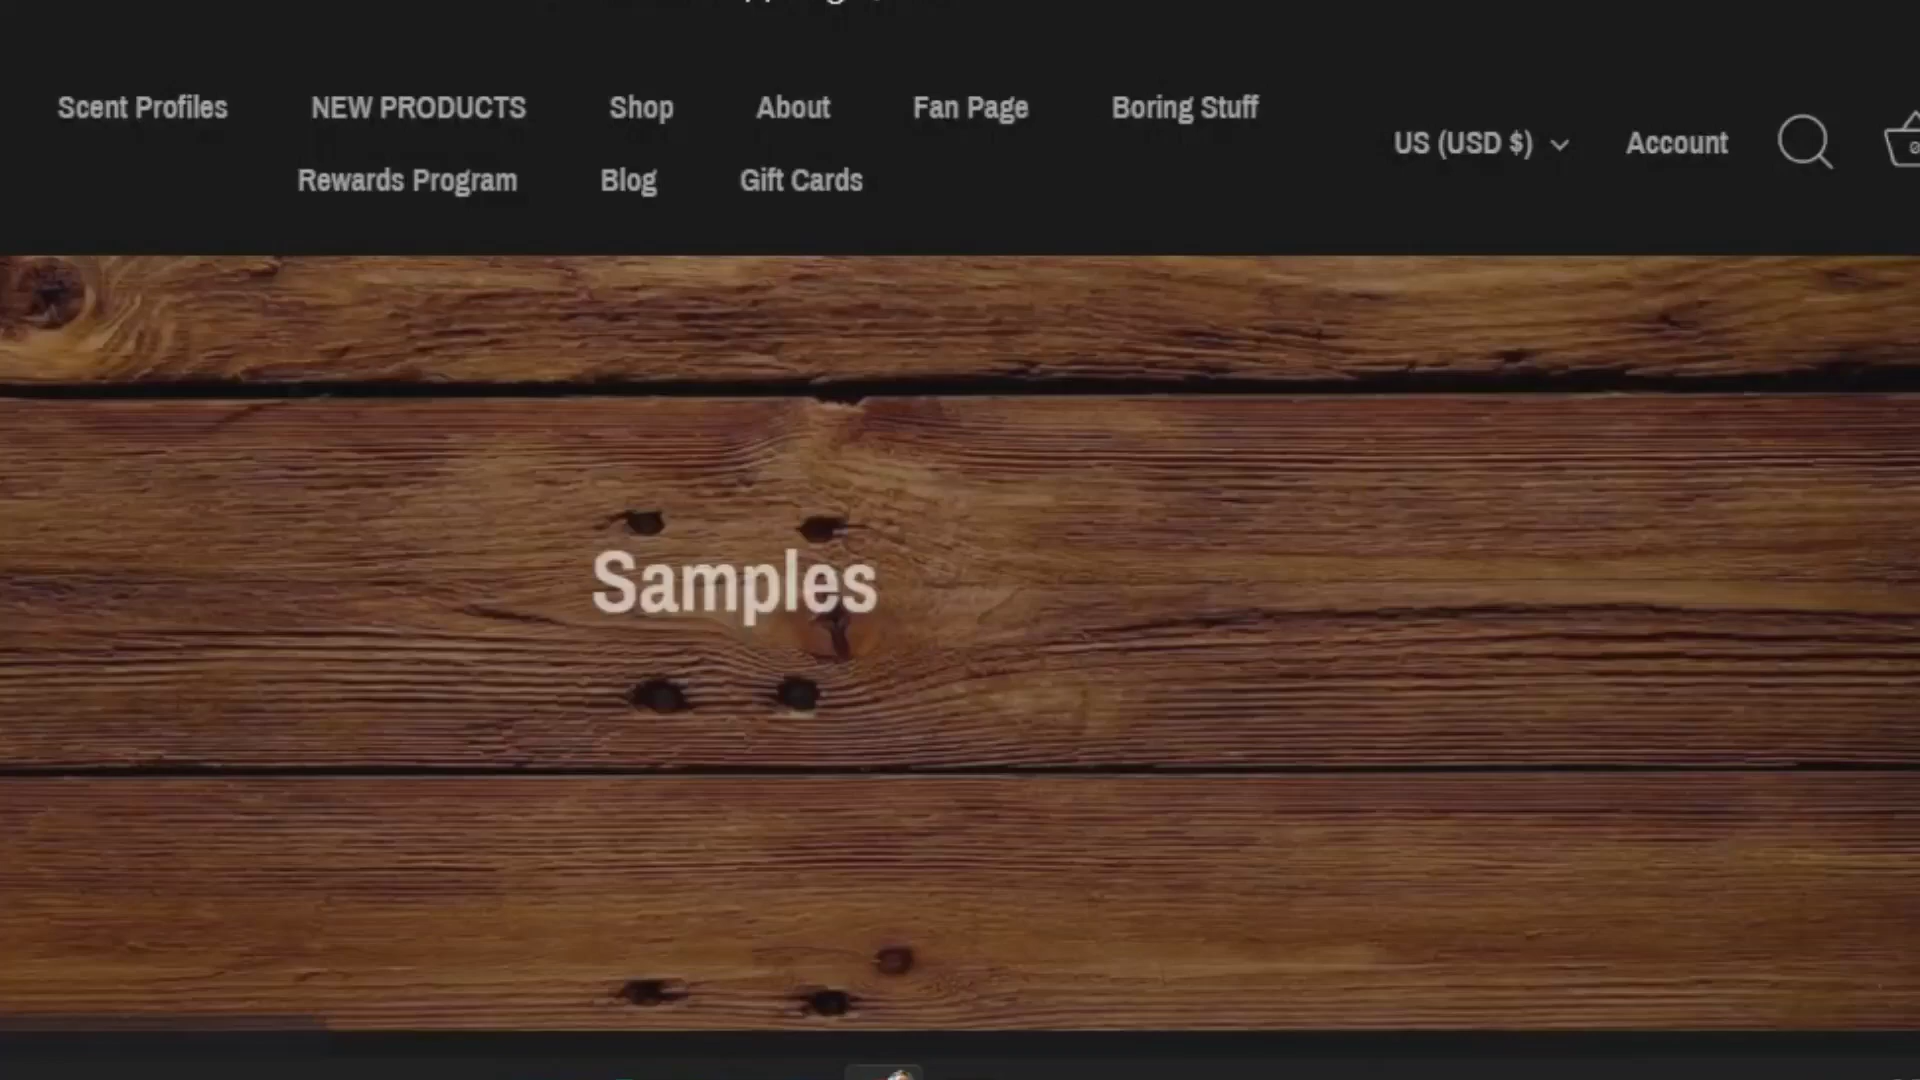 Scent Profiles NEW PRODUCTS Shop About Fan Page Boring Stuff
US (USD $) Account
Rewards Program Blog Gift Cards
Samples